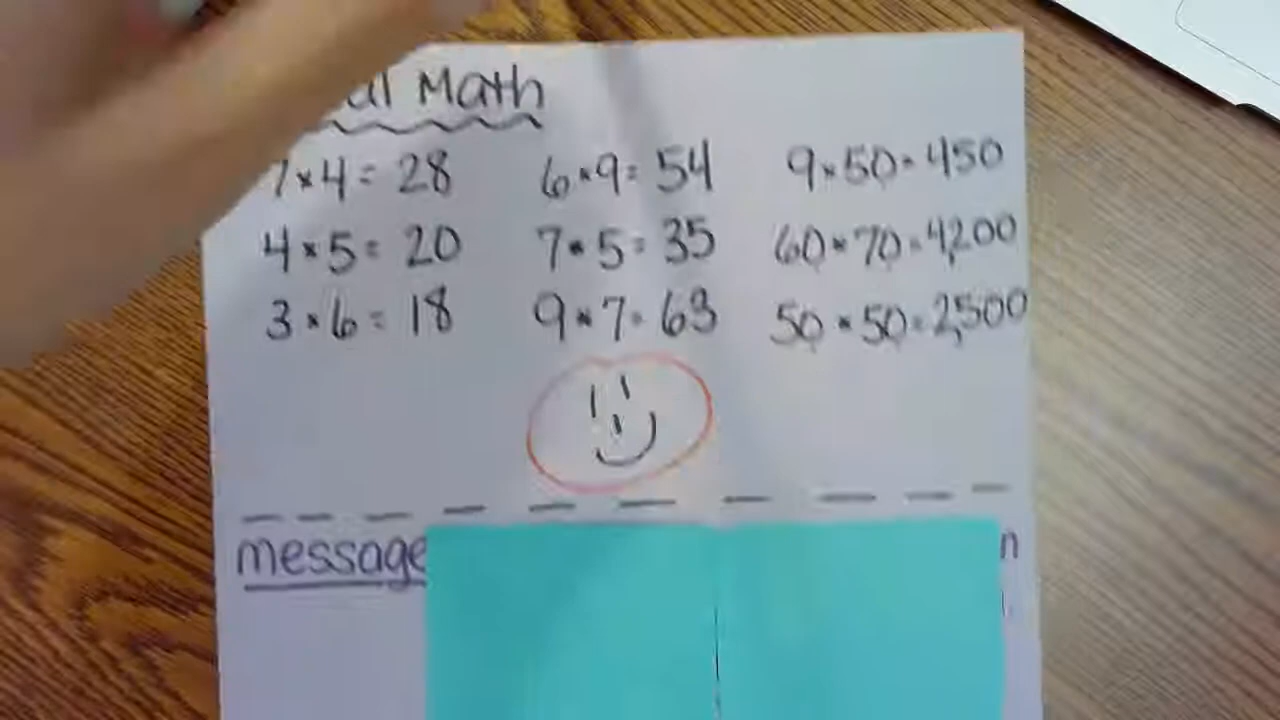 Math
7 × 4 = 28 6 × 9 = 54 9 × 50 = 450
4 × 5 = 20 7 × 5 = 35 60 × 70 = 4,200
3 × 6 = 18 9 × 7 = 63 50 × 50 = 2,500
message